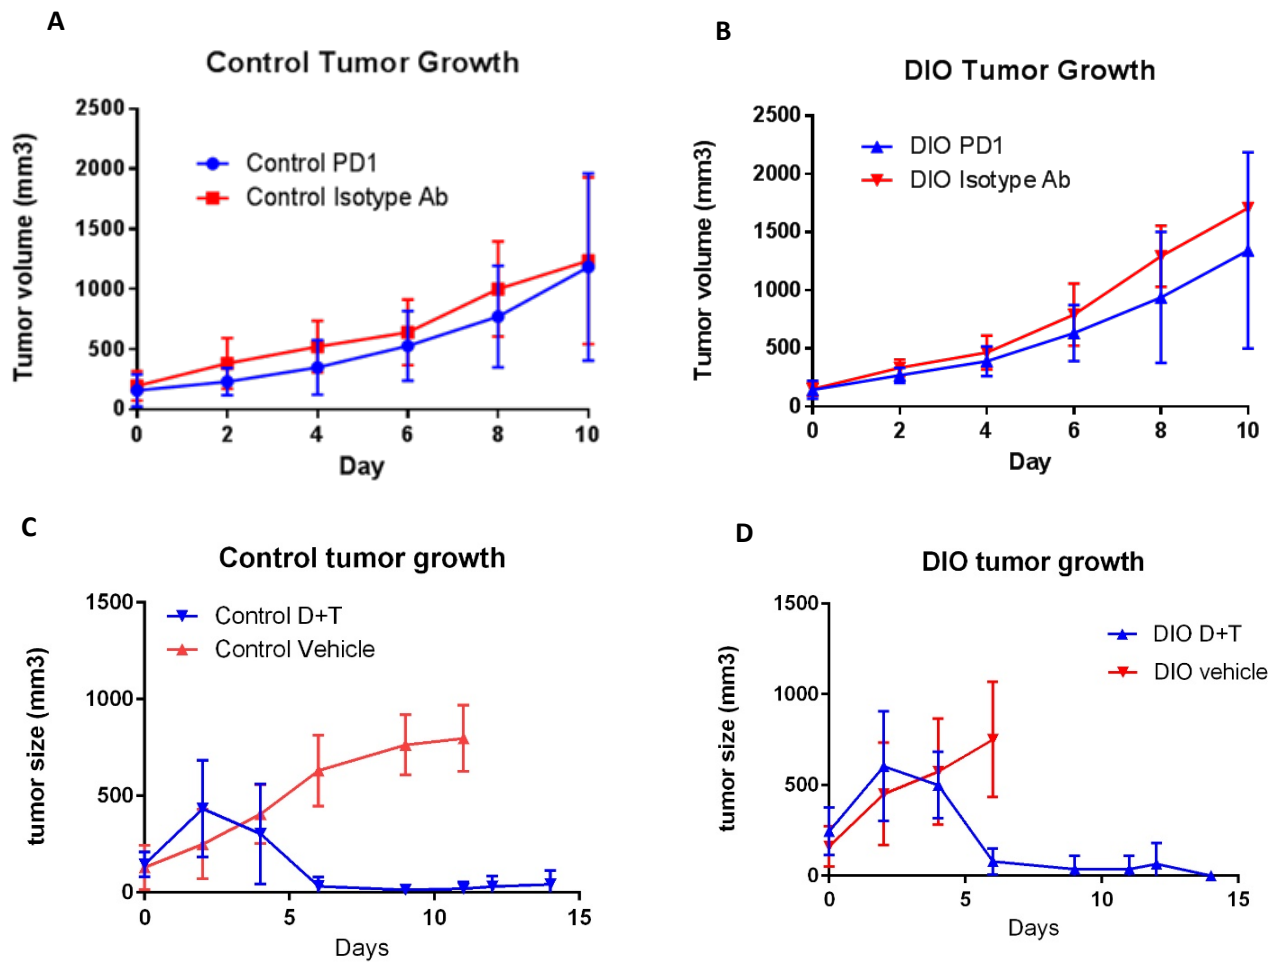 A
Control Tumor Growth
Tumor volume (mm3)
2500
2000
1500
1000
500
0
Control PD1
Control Isotype Ab
0 2 4 6 8 10
Day
B
DIO Tumor Growth
Tumor volume (mm3)
2500
2000
1500
1000
500
0
DIO PD1
DIO Isotype Ab
0 2 4 6 8 10
Day
C
Control tumor growth
tumor size (mm3)
1500
1000
500
0
Control D+T
Control Vehicle
0 5 10 15
Days
D
DIO tumor growth
tumor size (mm3)
1500
1000
500
0
DIO D+T
DIO vehicle
0 5 10 15
Days